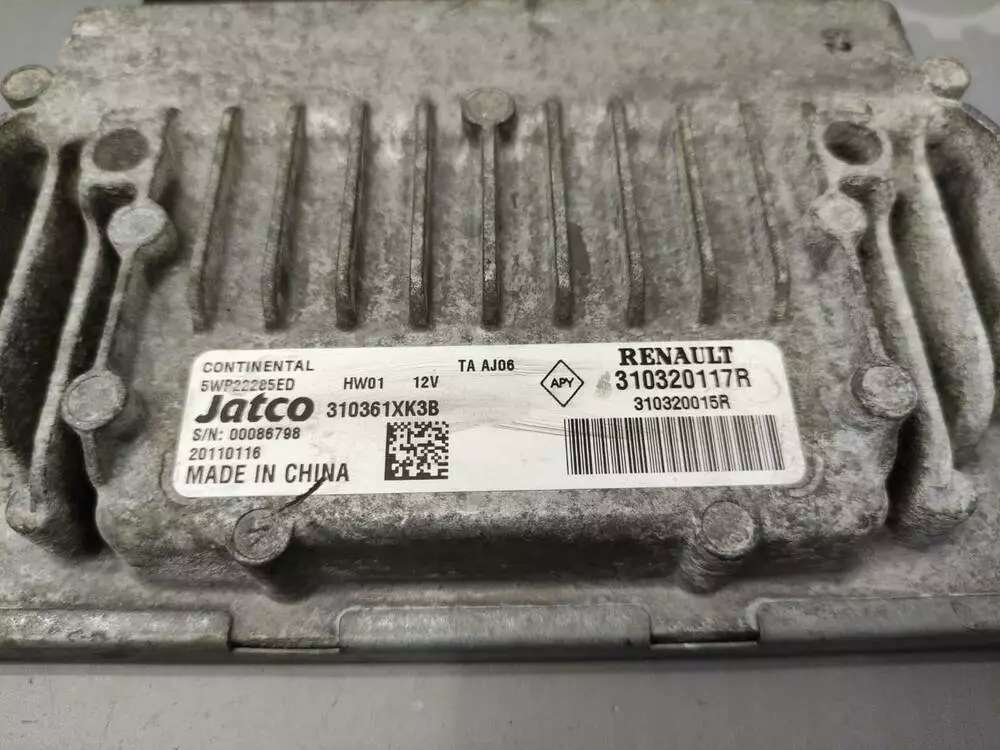 CONTINENTAL
5WP22285ED HW01 12V
TA AJ06
Jatco 310361XK3B
S/N: 00086798
20110116
MADE IN CHINA
APY
RENAULT
310320117R
310320015R